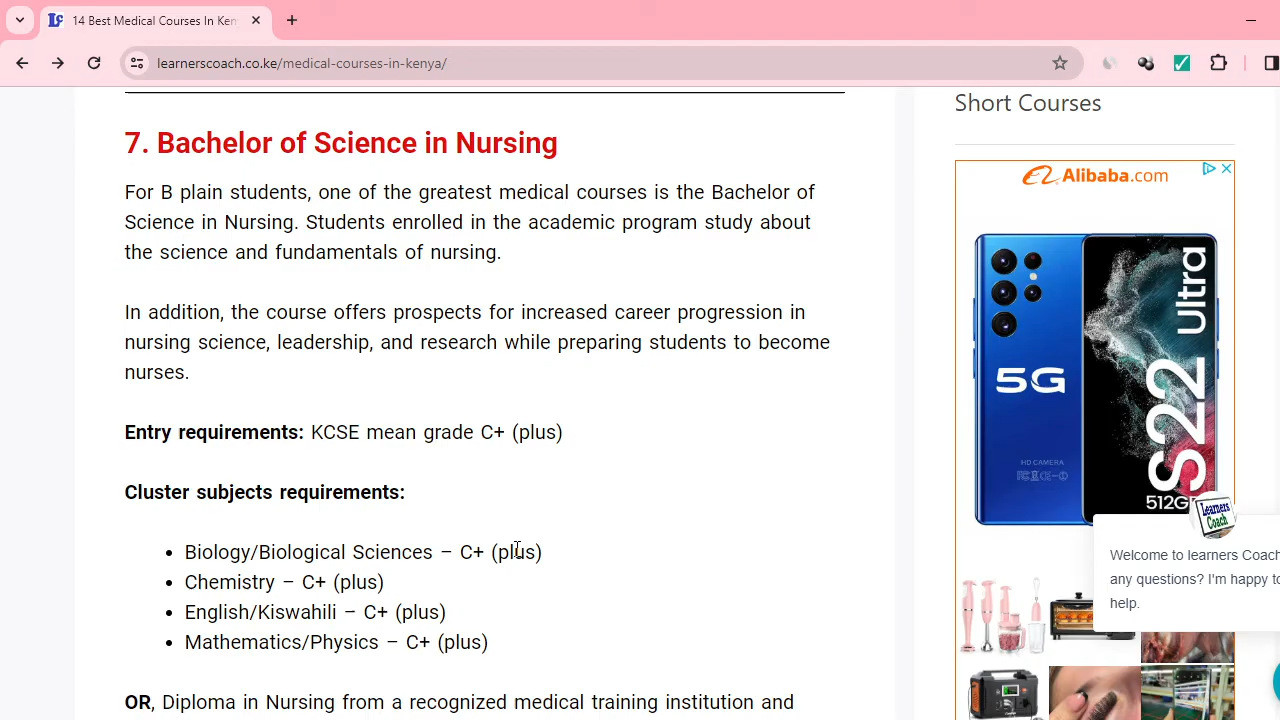 14 Best Medical Courses In Ken
learnerscoach.co.ke/medical-courses-in-kenya/
7. Bachelor of Science in Nursing
For B plain students, one of the greatest medical courses is the Bachelor of
Science in Nursing. Students enrolled in the academic program study about
the science and fundamentals of nursing.
In addition, the course offers prospects for increased career progression in
nursing science, leadership, and research while preparing students to become
nurses.
Entry requirements: KCSE mean grade C+ (plus)
Cluster subjects requirements:
• Biology/Biological Sciences – C+ (plus)
• Chemistry – C+ (plus)
• English/Kiswahili – C+ (plus)
• Mathematics/Physics – C+ (plus)
OR, Diploma in Nursing from a recognized medical training institution and
Short Courses
Alibaba.com
5G
S22 Ultra
HD CAMERA
512G
Learners
Coach
Welcome to learners Coach
any questions? I'm happy to
help.